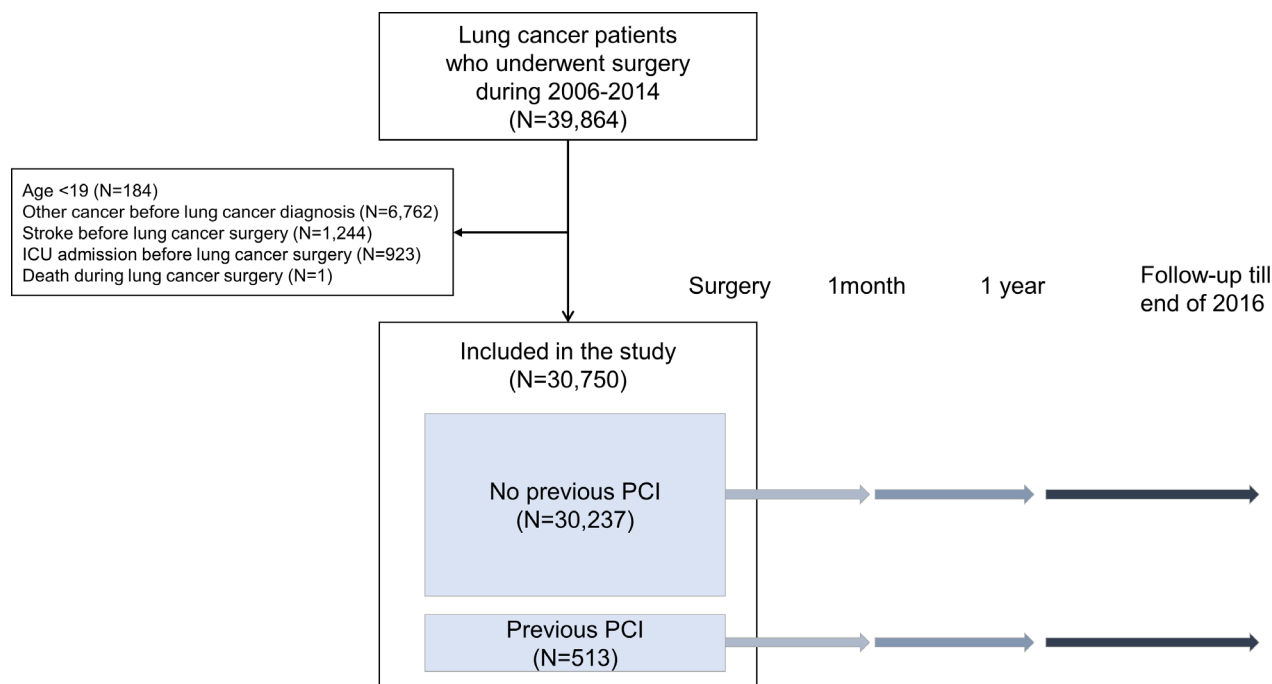 Lung cancer patients
who underwent surgery
during 2006-2014
(N=39,864)
Age <19 (N=184)
Other cancer before lung cancer diagnosis (N=6,762)
Stroke before lung cancer surgery (N=1,244)
ICU admission before lung cancer surgery (N=923)
Death during lung cancer surgery (N=1)
Surgery
1month
1 year
Follow-up till
end of 2016
Included in the study
(N=30,750)
No previous PCI
(N=30,237)
Previous PCI
(N=513)